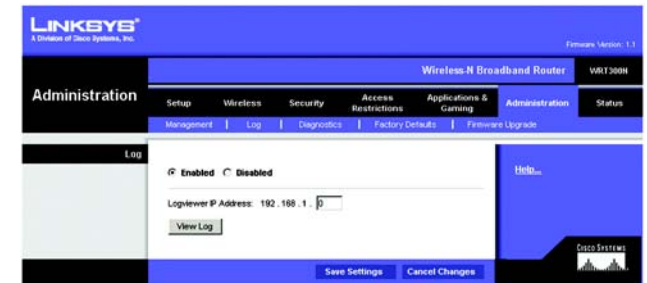 LINKSYS®
A Division of Cisco Systems, Inc.
Firmware Version: 1.1
Wireless-N Broadband Router WRT300N
Administration
Setup Wireless Security Access Restrictions Applications & Gaming Administration Status
Management | Log | Diagnostics | Factory Defaults | Firmware Upgrade
Log
Enabled Disabled
Help...
Logviewer IP Address: 192 . 168 . 1 . 0
View Log
CISCO SYSTEMS
Save Settings Cancel Changes